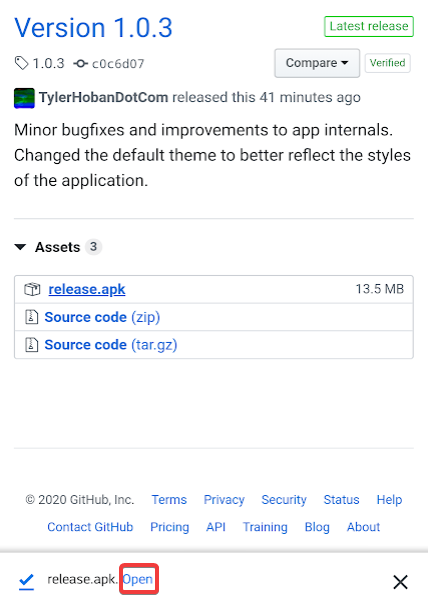 Version 1.0.3
Latest release
1.0.3 c0c6d07
Compare
Verified
TylerHobanDotCom released this 41 minutes ago
Minor bugfixes and improvements to app internals.
Changed the default theme to better reflect the styles
of the application.
Assets 3
release.apk 13.5 MB
Source code (zip)
Source code (tar.gz)
© 2020 GitHub, Inc. Terms Privacy Security Status Help
Contact GitHub Pricing API Training Blog About
release.apk. Open